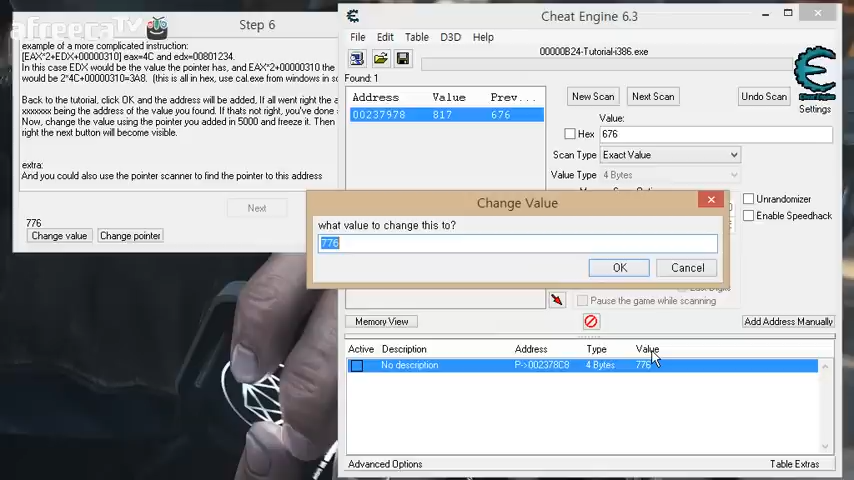 afreecaTV
Step 6
example of a more complicated instruction:
[EAX*2+EDX+00000310] eax=4C and edx=00801234.
In this case EDX would be the value the pointer has, and EAX*2+00000310 the
would be 2*4C+00000310=3A8. (this is all in hex, use cal.exe from windows in sc
Back to the tutorial, click OK and the address will be added, If all went right the a
xxxxxxx being the address of the value you found. If thats not right, you've done
Now, change the value using the pointer you added in 5000 and freeze it. Then
right the next button will become visible.
extra:
And you could also use the pointer scanner to find the pointer to this address
Next
776
Change value
Change pointer
Cheat Engine 6.3
File Edit Table D3D Help
00000B24-Tutorial-i386.exe
Found: 1
Address Value Prev...
00237978 817 676
New Scan Next Scan Undo Scan
Cheat Engine
Settings
Value:
Hex 676
Scan Type Exact Value
Value Type 4 Bytes
Unrandomizer
Enable Speedhack
Change Value
what value to change this to?
776
OK Cancel
Pause the game while scanning
Memory View
Add Address Manually
Active Description Address Type Value
No description P->002378C8 4 Bytes 776
Advanced Options
Table Extras